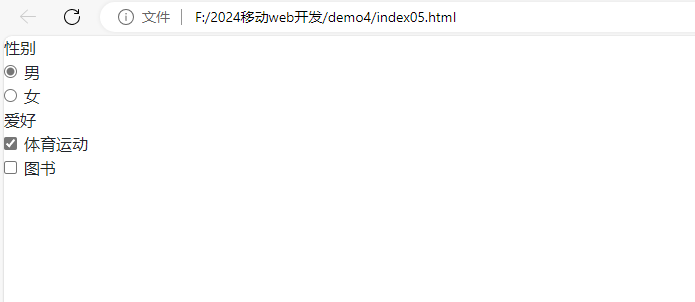 文件 F:/2024移动web开发/demo4/index05.html
性别
男
女
爱好
体育运动
图书